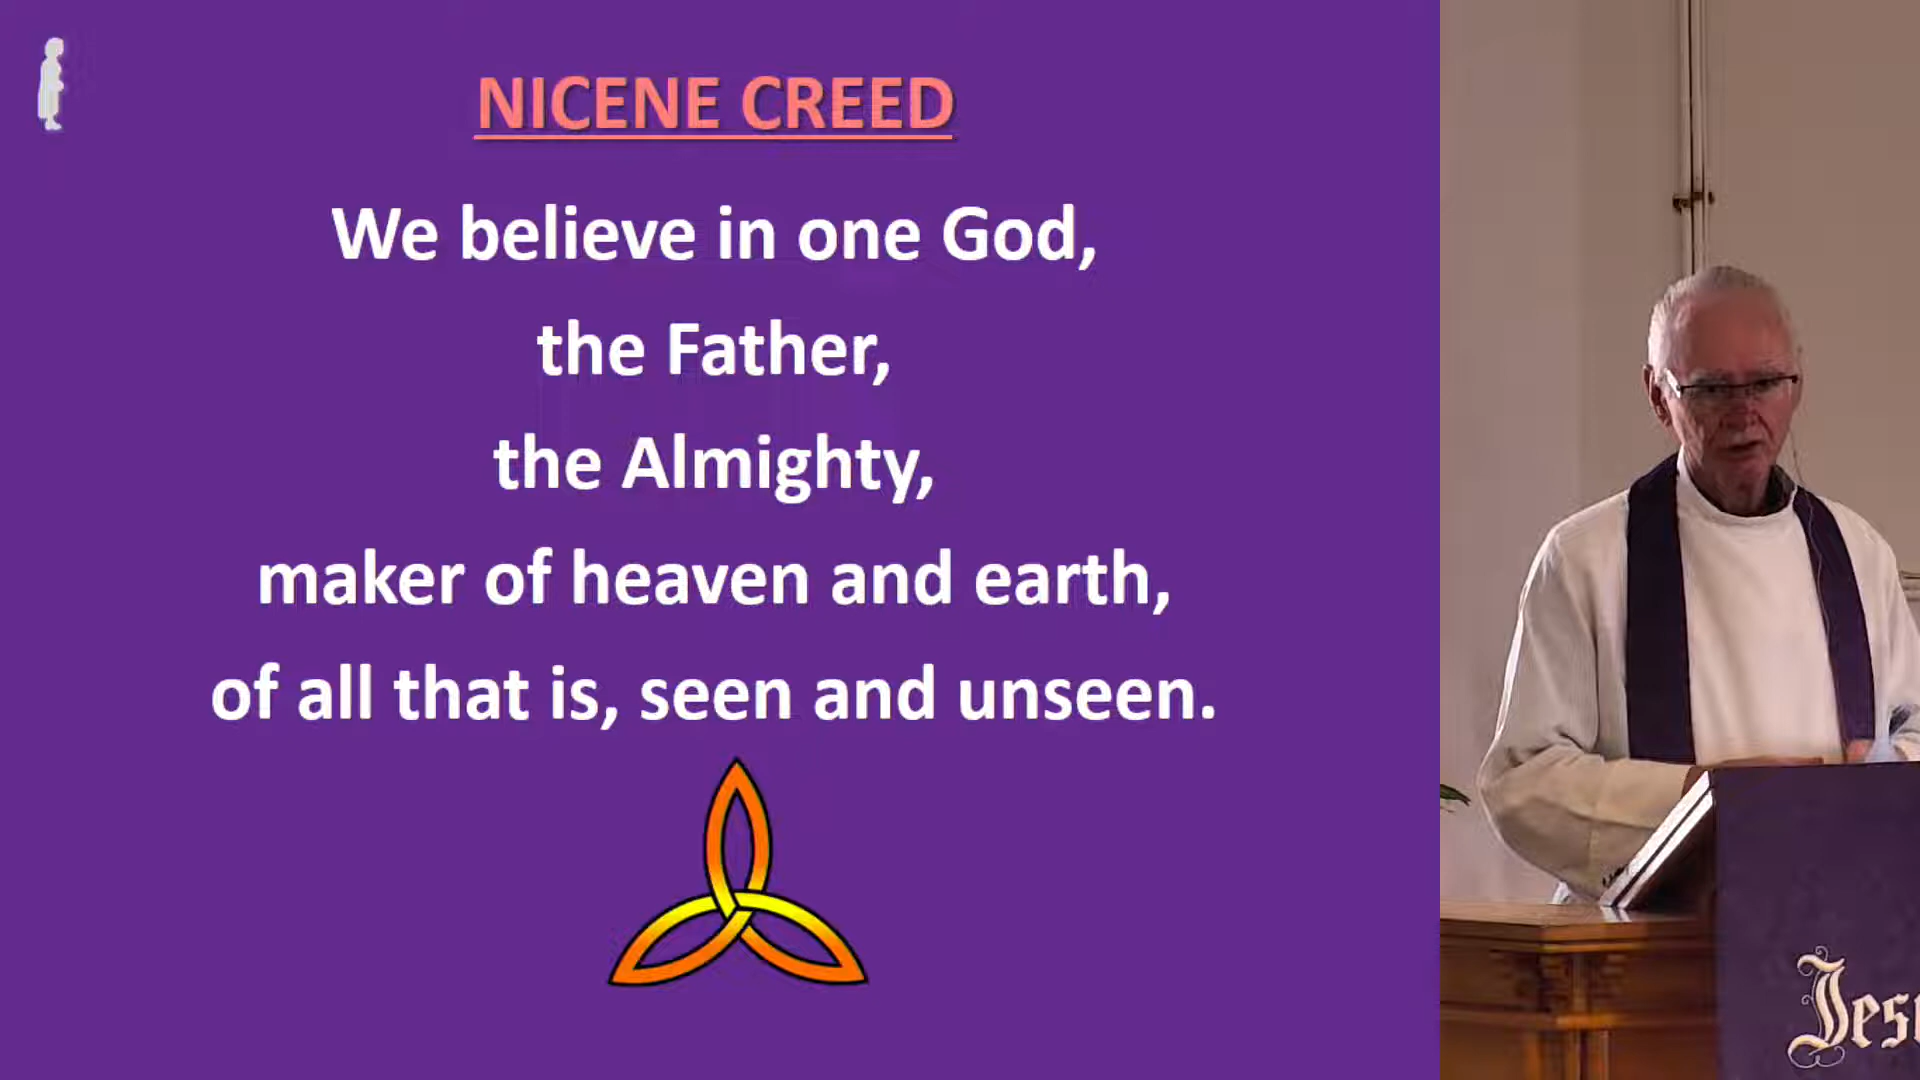 NICENE CREED
We believe in one God,
the Father,
the Almighty,
maker of heaven and earth,
of all that is, seen and unseen.
Jes